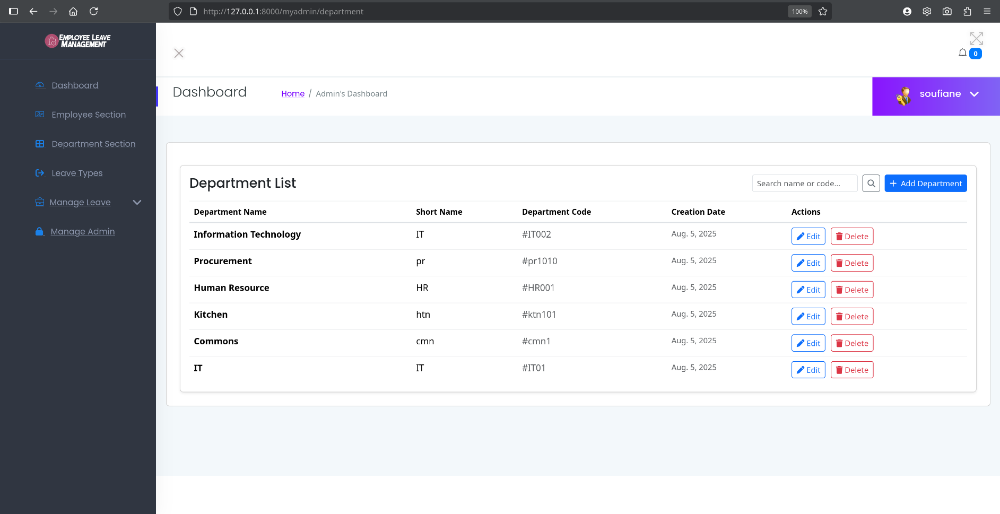 http://127.0.0.1:8000/myadmin/department
100%
EMPLOYEE LEAVE
MANAGEMENT
0
Dashboard
Employee Section
Department Section
Leave Types
Manage Leave
Manage Admin
Dashboard
Home / Admin's Dashboard
soufiane
Department List
Search name or code...
Add Department
Department Name Short Name Department Code Creation Date Actions
Information Technology IT #IT002 Aug. 5, 2025 Edit Delete
Procurement pr #pr1010 Aug. 5, 2025 Edit Delete
Human Resource HR #HR001 Aug. 5, 2025 Edit Delete
Kitchen htn #ktn101 Aug. 5, 2025 Edit Delete
Commons cmn #cmn1 Aug. 5, 2025 Edit Delete
IT IT #IT01 Aug. 5, 2025 Edit Delete